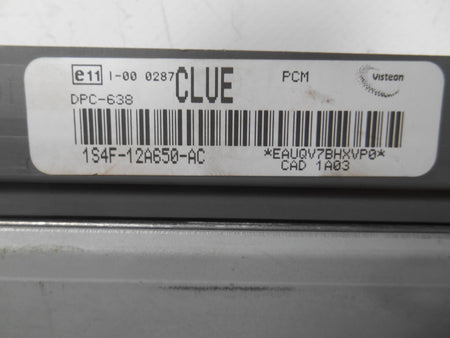 e11 I-00 0287 CLUE PCM Visteon
DPC-638
1S4F-12A650-AC *EAUQV7BHXVP0*
CAD 1A03